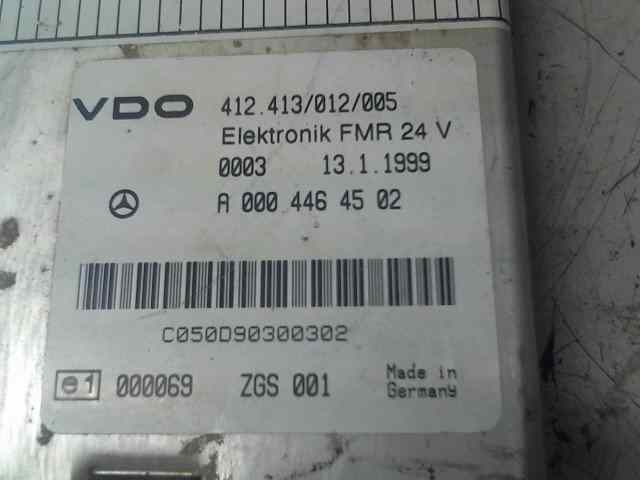 VDO 412.413/012/005
Elektronik FMR 24 V
0003 13.1.1999
A 000 446 45 02
C050D90300302
e1 000069 ZGS 001 Made in
Germany